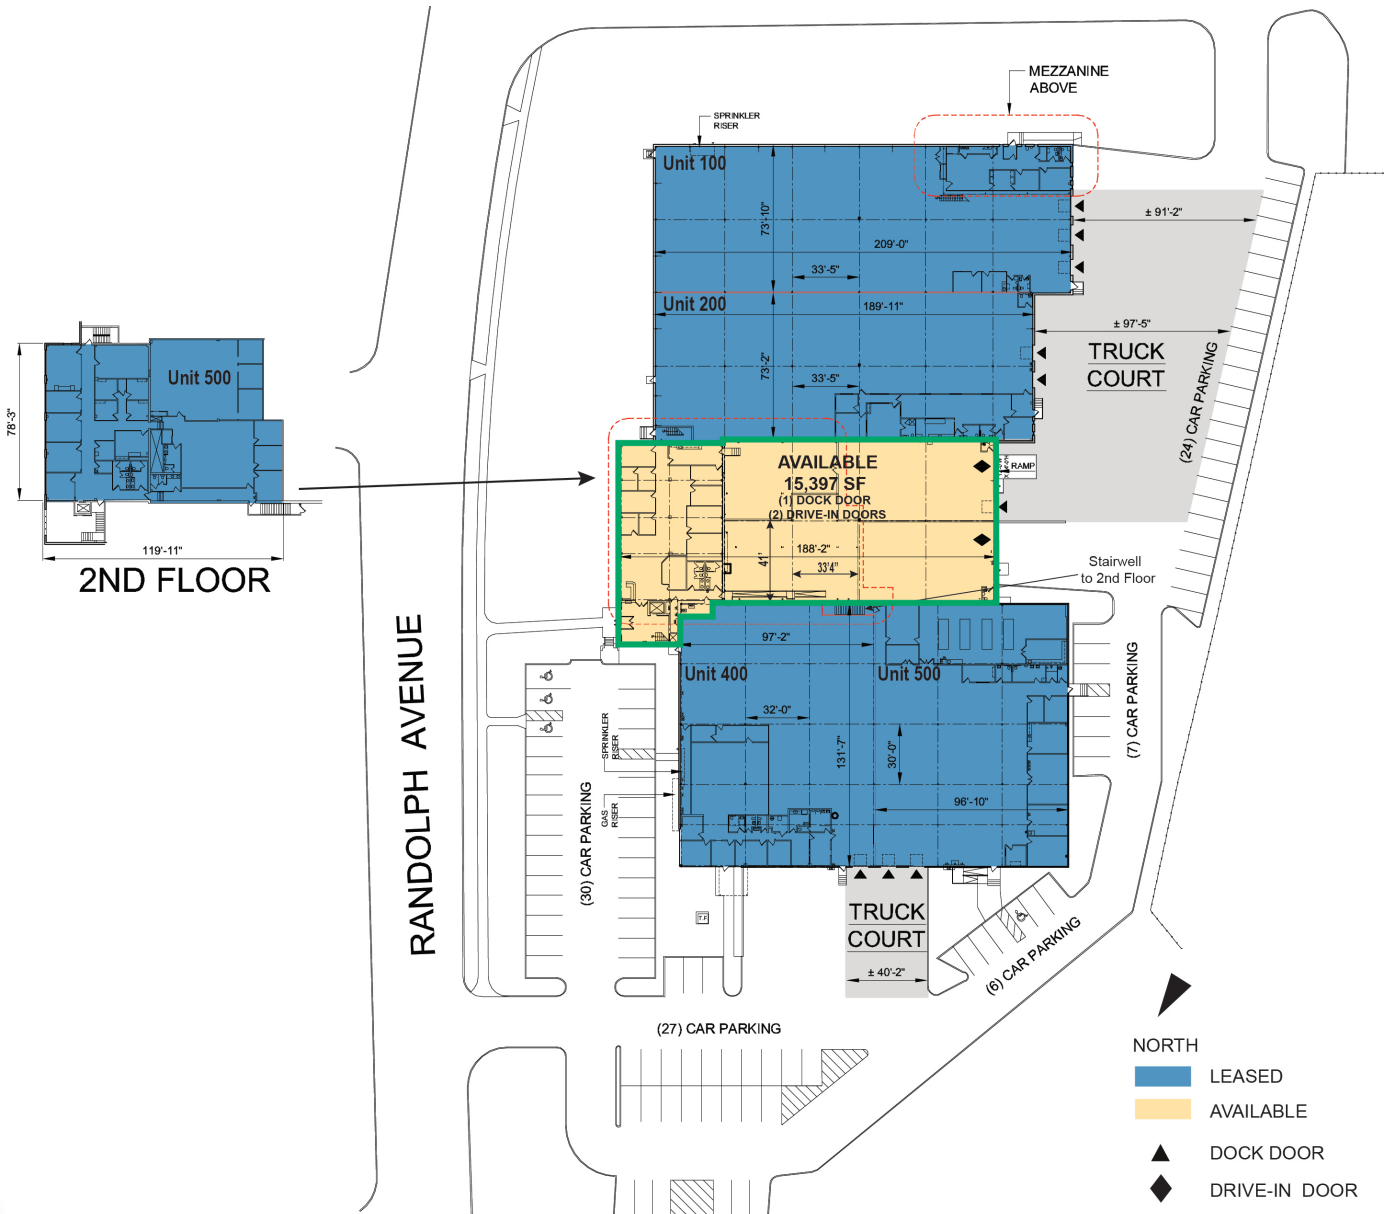 MEZZANINE
ABOVE
SPRINKLER
RISER
Unit 100
73'-10"
± 91'-2"
209'-0"
33'-5"
Unit 200
189'-11"
± 97'-5"
TRUCK
COURT
73'-2"
33'-5"
(24) CAR PARKING
Unit 500
78'-3"
119'-11"
2ND FLOOR
AVAILABLE
15,397 SF
(1) DOCK DOOR
(2) DRIVE-IN DOORS
RAMP
188'-2"
41'
33'4"
Stairwell
to 2nd Floor
RANDOLPH AVENUE
97'-2"
Unit 400
Unit 500
32'-0"
131'-7"
30'-0"
96'-10"
(7) CAR PARKING
SPRINKLER
RISER
GAS
RISER
(30) CAR PARKING
T.F.
TRUCK
COURT
± 40'-2"
(6) CAR PARKING
(27) CAR PARKING
NORTH
LEASED
AVAILABLE
DOCK DOOR
DRIVE-IN DOOR